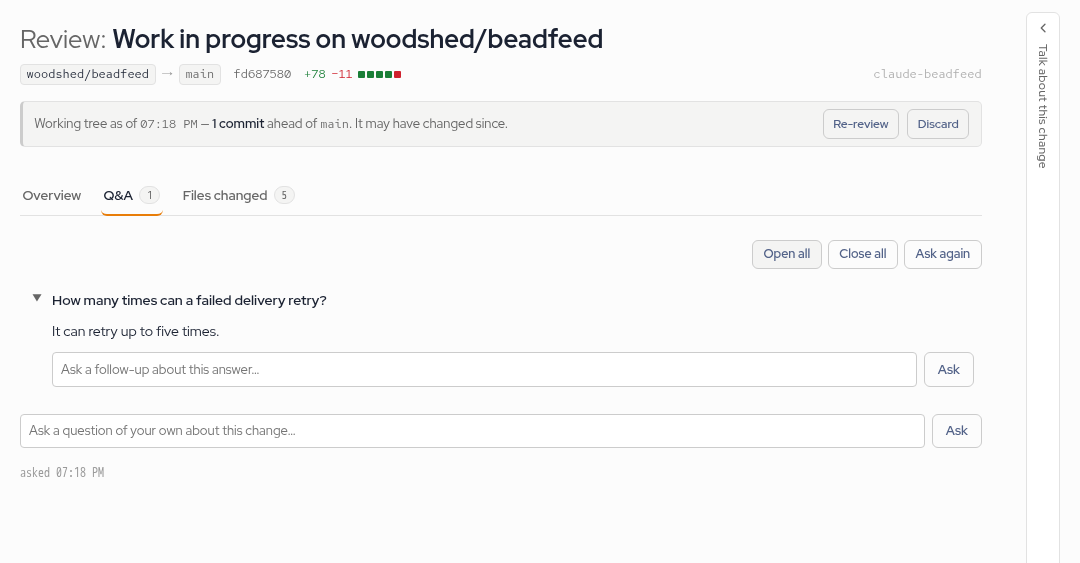 Review: Work in progress on woodshed/beadfeed
woodshed/beadfeed → main fd687580 +78 −11 claude-beadfeed
Working tree as of 07:18 PM — 1 commit ahead of main. It may have changed since. Re-review Discard
Overview Q&A 1 Files changed 5
Open all Close all Ask again
How many times can a failed delivery retry?
It can retry up to five times.
Ask a follow-up about this answer... Ask
Ask a question of your own about this change... Ask
asked 07:18 PM
Talk about this change